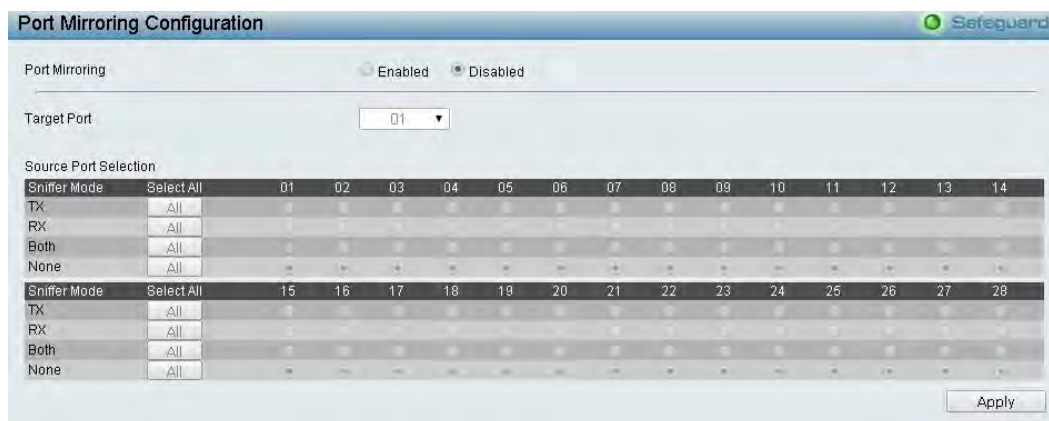 Port Mirroring Configuration Safeguard
Port Mirroring Enabled Disabled
Target Port 01
Source Port Selection
Sniffer Mode Select All 01 02 03 04 05 06 07 08 09 10 11 12 13 14
TX All
RX All
Both All
None All
Sniffer Mode Select All 15 16 17 18 19 20 21 22 23 24 25 26 27 28
TX All
RX All
Both All
None All
Apply